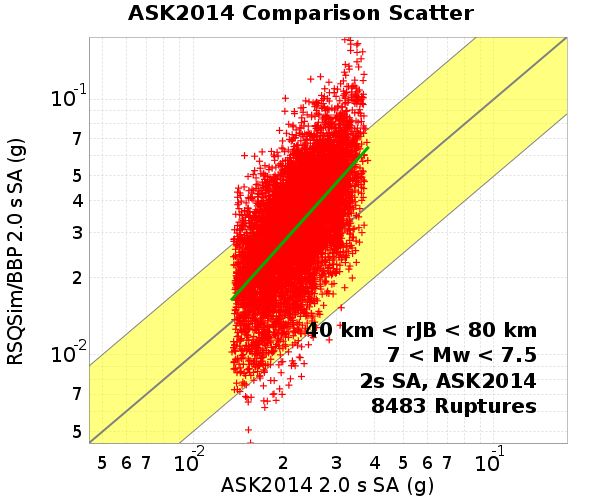 ASK2014 Comparison Scatter
RSQSim/BBP 2.0 s SA (g)
10-1
7
5
4
3
2
10-2
7
5
40 km < rJB < 80 km
7 < Mw < 7.5
2s SA, ASK2014
8483 Ruptures
5 6 7 10-2 2 3 4 5 6 7 10-1
ASK2014 2.0 s SA (g)